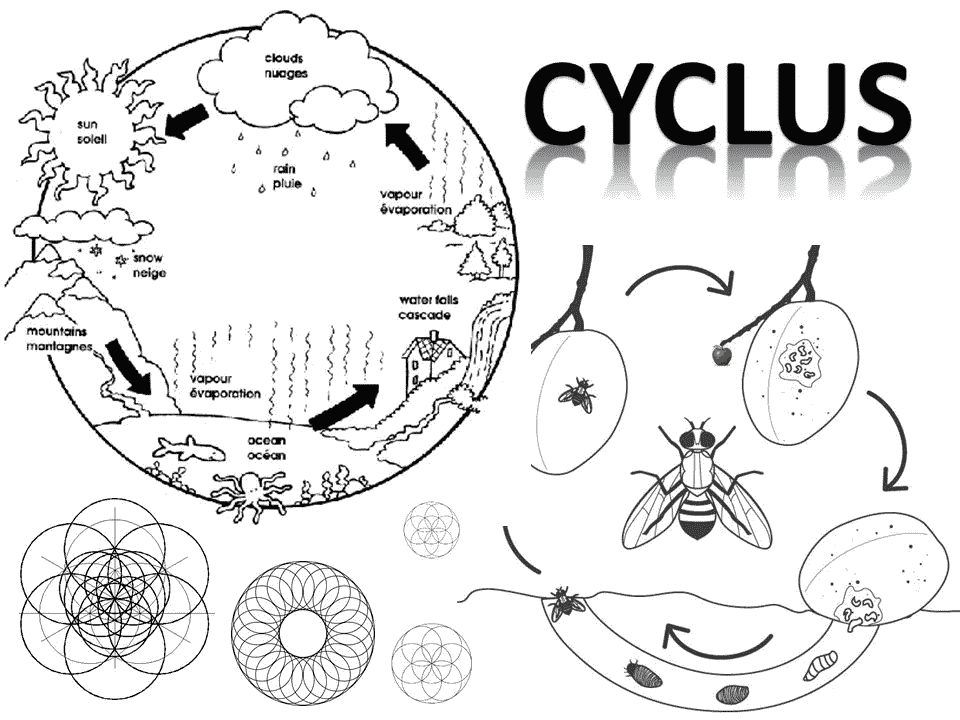 CYCLUS
clouds
nuages
sun
soleil
rain
pluie
vapour
évaporation
snow
neige
water falls
cascade
mountains
montagnes
vapour
évaporation
ocean
océan